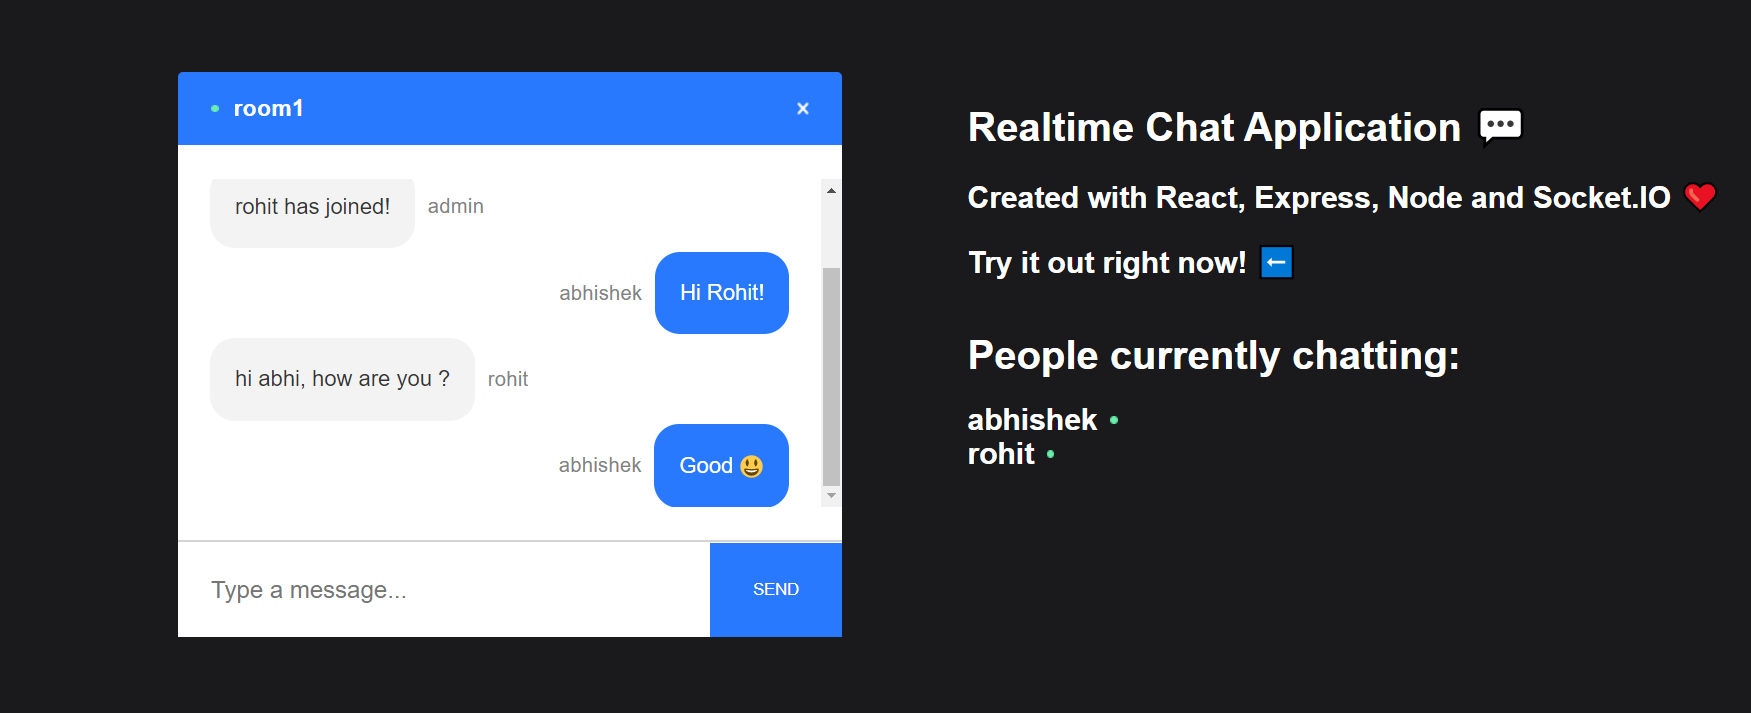 room1
rohit has joined! admin
abhishek Hi Rohit!
hi abhi, how are you ? rohit
abhishek Good 😃
Type a message...
SEND
Realtime Chat Application 💬
Created with React, Express, Node and Socket.IO ❤️
Try it out right now! ⬅️
People currently chatting:
abhishek
rohit